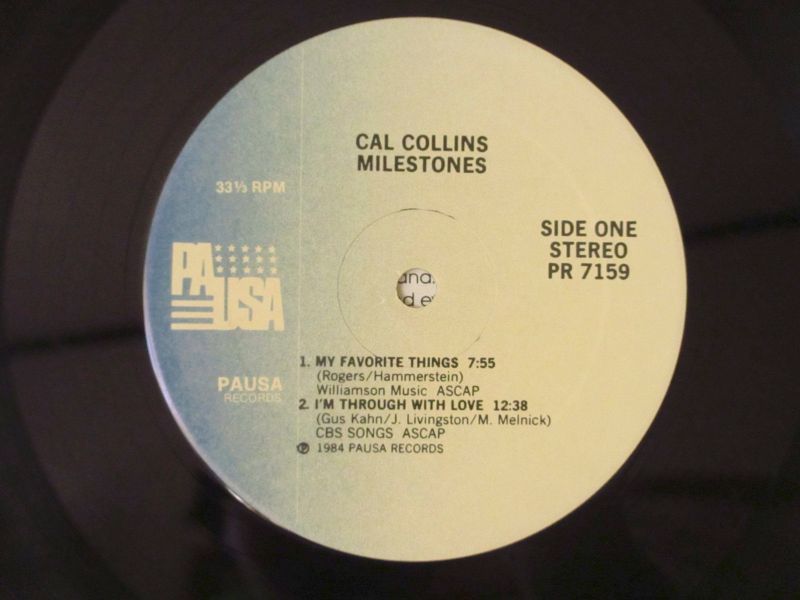 CAL COLLINS
MILESTONES
33⅓ RPM
SIDE ONE
STEREO
PR 7159
PAUSA
PAUSA
RECORDS
1. MY FAVORITE THINGS 7:55
(Rogers/Hammerstein)
Williamson Music ASCAP
2. I'M THROUGH WITH LOVE 12:38
(Gus Kahn/J. Livingston/M. Melnick)
CBS SONGS ASCAP
℗ 1984 PAUSA RECORDS